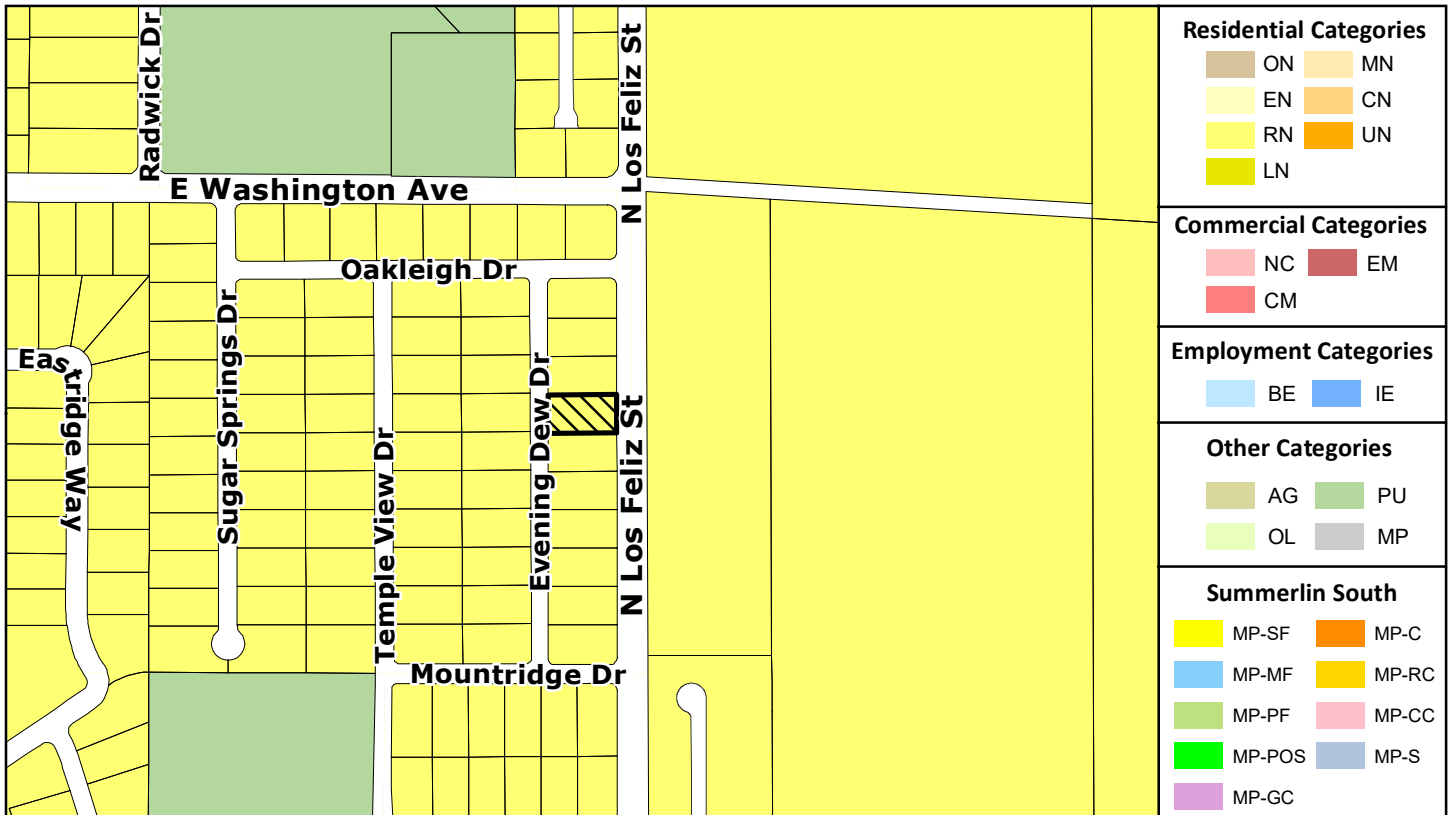 Radwick Dr
N Los Feliz St
E Washington Ave
Oakleigh Dr
Sugar Springs Dr
Eastridge Way
Temple View Dr
Evening Dew Dr
N Los Feliz St
Mountridge Dr
Residential Categories
ON MN
EN CN
RN UN
LN
Commercial Categories
NC EM
CM
Employment Categories
BE IE
Other Categories
AG PU
OL MP
Summerlin South
MP-SF MP-C
MP-MF MP-RC
MP-PF MP-CC
MP-POS MP-S
MP-GC